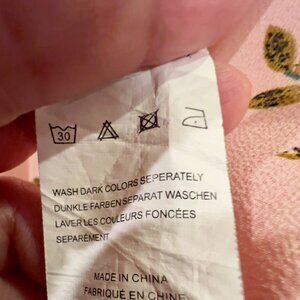 30
WASH DARK COLORS SEPERATELY
DUNKLE FARBEN SEPARAT WASCHEN
LAVER LES COULEURS FONCÉES
SEPARÉMENT
MADE IN CHINA
FABRIQUÉ EN CHINE